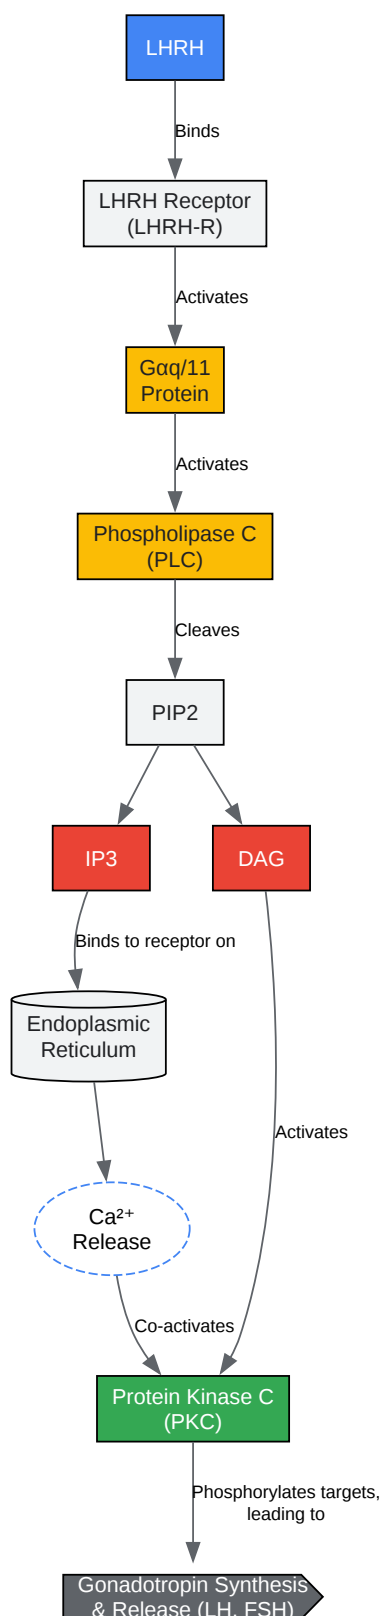 LHRH
Binds
LHRH Receptor
(LHRH-R)
Activates
Gαq/11
Protein
Activates
Phospholipase C
(PLC)
Cleaves
PIP2
IP3
DAG
Binds to receptor on
Endoplasmic
Reticulum
Activates
Ca²⁺
Release
Co-activates
Protein Kinase C
(PKC)
Phosphorylates targets,
leading to
Gonadotropin Synthesis
& Release (LH, FSH)